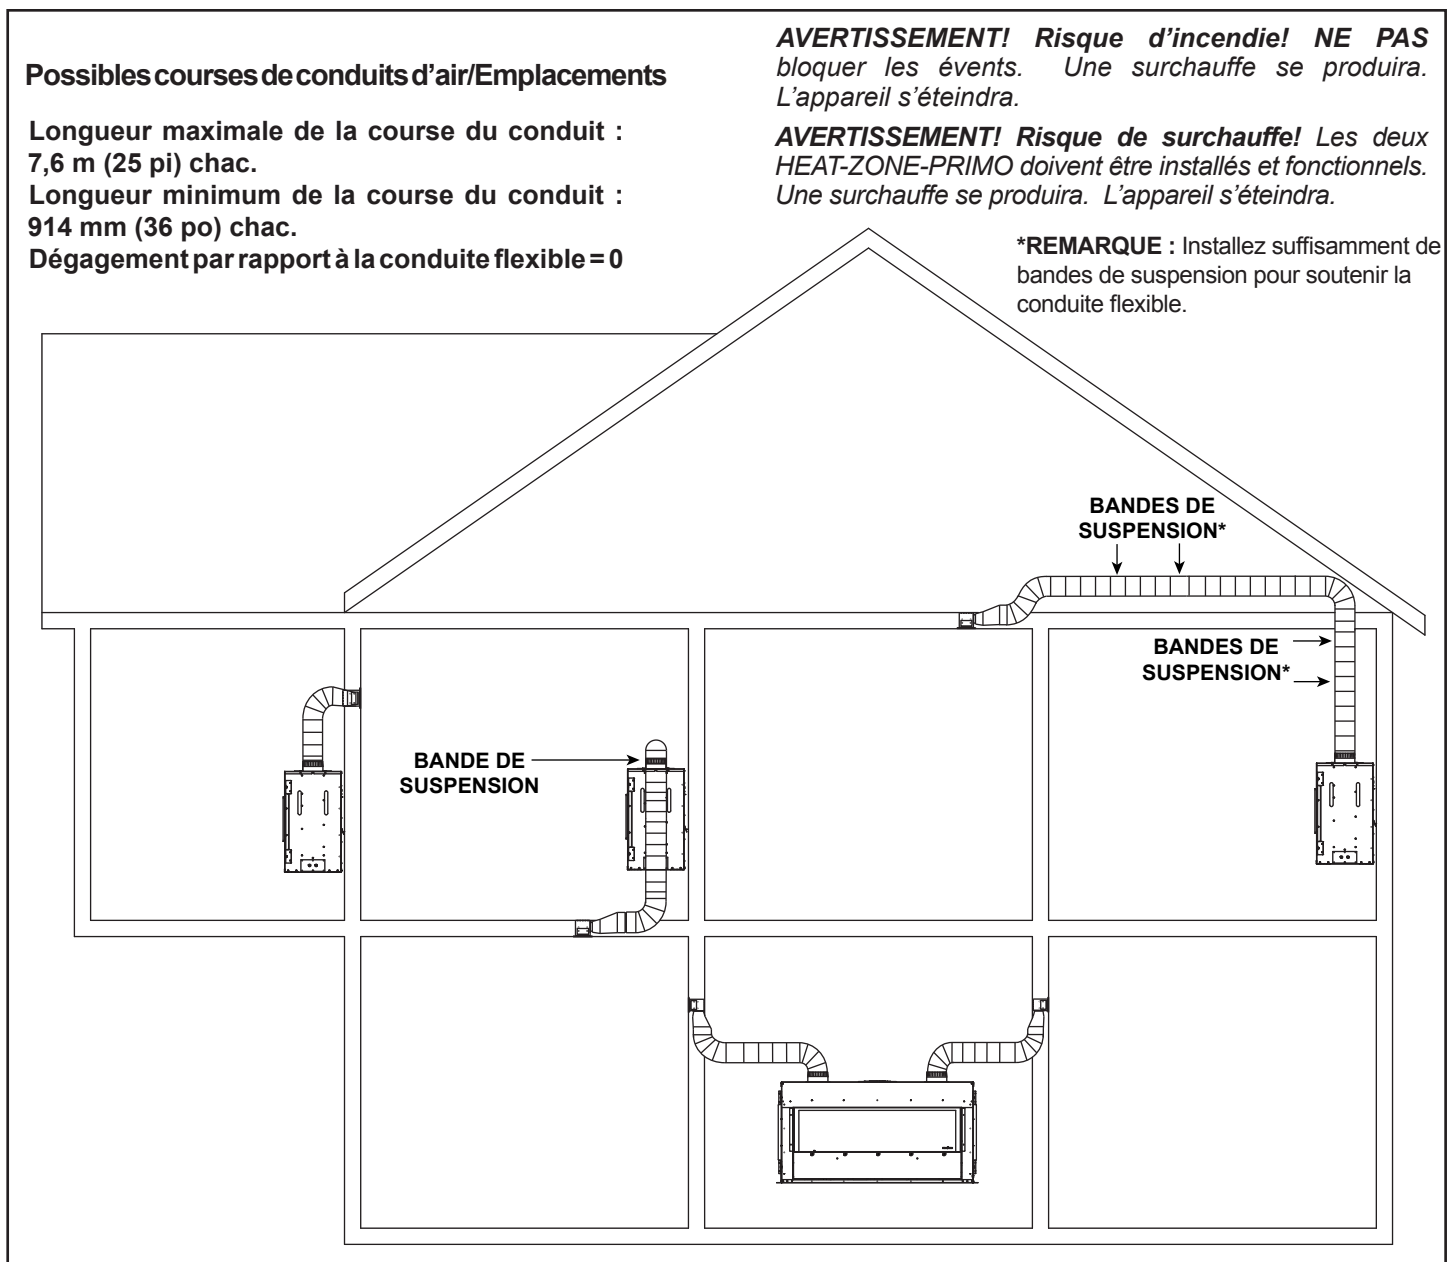 Possibles courses de conduits d'air/Emplacements
Longueur maximale de la course du conduit :
7,6 m (25 pi) chac.
Longueur minimum de la course du conduit :
914 mm (36 po) chac.
Dégagement par rapport à la conduite flexible = 0
AVERTISSEMENT! Risque d'incendie! NE PAS
bloquer les évents. Une surchauffe se produira.
L'appareil s'éteindra.
AVERTISSEMENT! Risque de surchauffe! Les deux
HEAT-ZONE-PRIMO doivent être installés et fonctionnels.
Une surchauffe se produira. L'appareil s'éteindra.
*REMARQUE : Installez suffisamment de
bandes de suspension pour soutenir la
conduite flexible.
BANDES DE
SUSPENSION*
BANDES DE
SUSPENSION*
BANDE DE
SUSPENSION